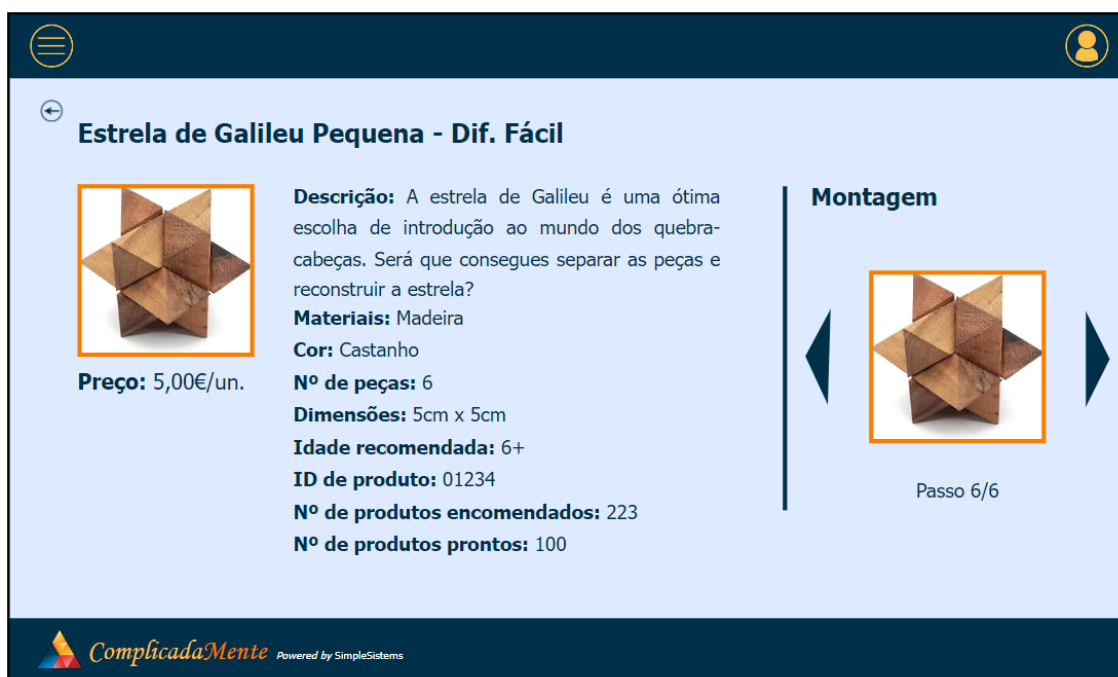 Estrela de Galileu Pequena - Dif. Fácil
Descrição: A estrela de Galileu é uma ótima
escolha de introdução ao mundo dos quebra-
cabeças. Será que consegues separar as peças e
reconstruir a estrela?
Materiais: Madeira
Cor: Castanho
Nº de peças: 6
Dimensões: 5cm x 5cm
Idade recomendada: 6+
ID de produto: 01234
Nº de produtos encomendados: 223
Nº de produtos prontos: 100
Preço: 5,00€/un.
Montagem
Passo 6/6
ComplicadaMente Powered by SimpleSistems